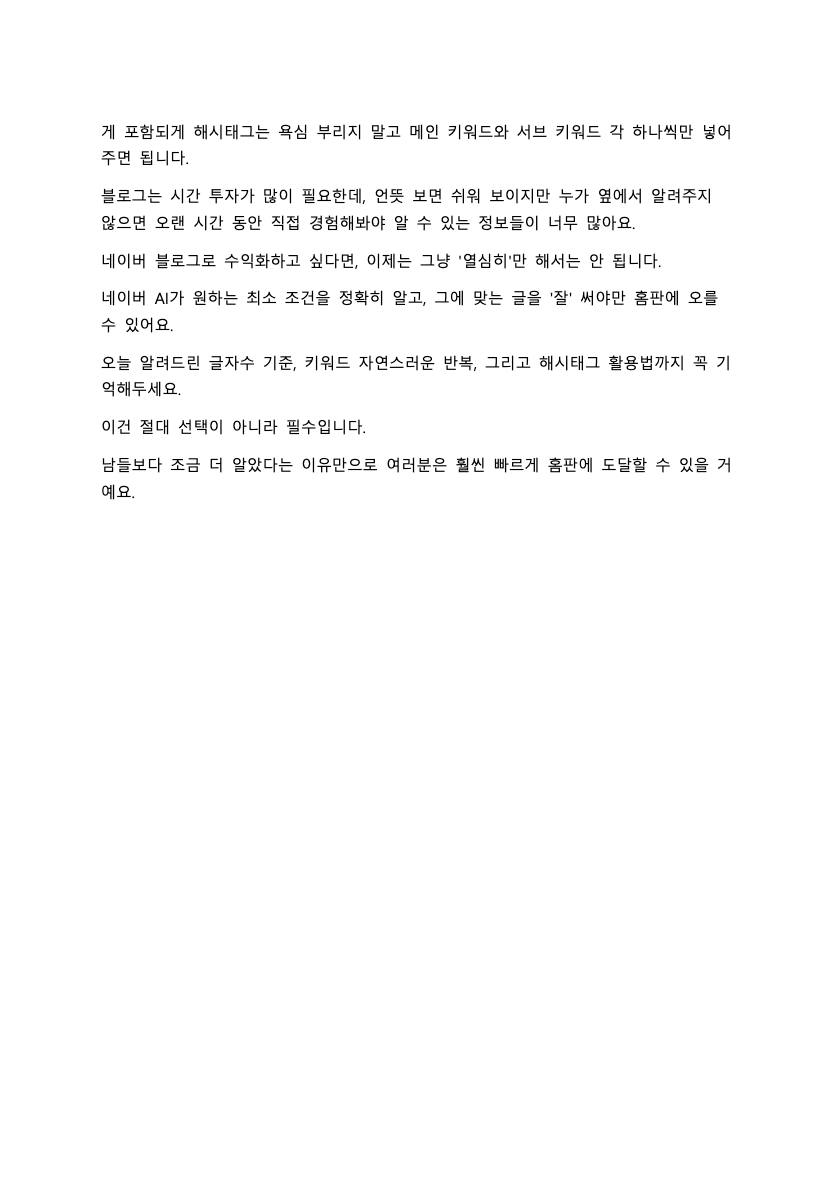 게 포함되게 해시태그는 욕심 부리지 말고 메인 키워드와 서브 키워드 각 하나씩만 넣어
주면 됩니다.
블로그는 시간 투자가 많이 필요한데, 언뜻 보면 쉬워 보이지만 누가 옆에서 알려주지
않으면 오랜 시간 동안 직접 경험해봐야 알 수 있는 정보들이 너무 많아요.
네이버 블로그로 수익화하고 싶다면, 이제는 그냥 '열심히'만 해서는 안 됩니다.
네이버 AI가 원하는 최소 조건을 정확히 알고, 그에 맞는 글을 '잘' 써야만 홈판에 오를
수 있어요.
오늘 알려드린 글자수 기준, 키워드 자연스러운 반복, 그리고 해시태그 활용법까지 꼭 기
억해두세요.
이건 절대 선택이 아니라 필수입니다.
남들보다 조금 더 알았다는 이유만으로 여러분은 훨씬 빠르게 홈판에 도달할 수 있을 거
예요.